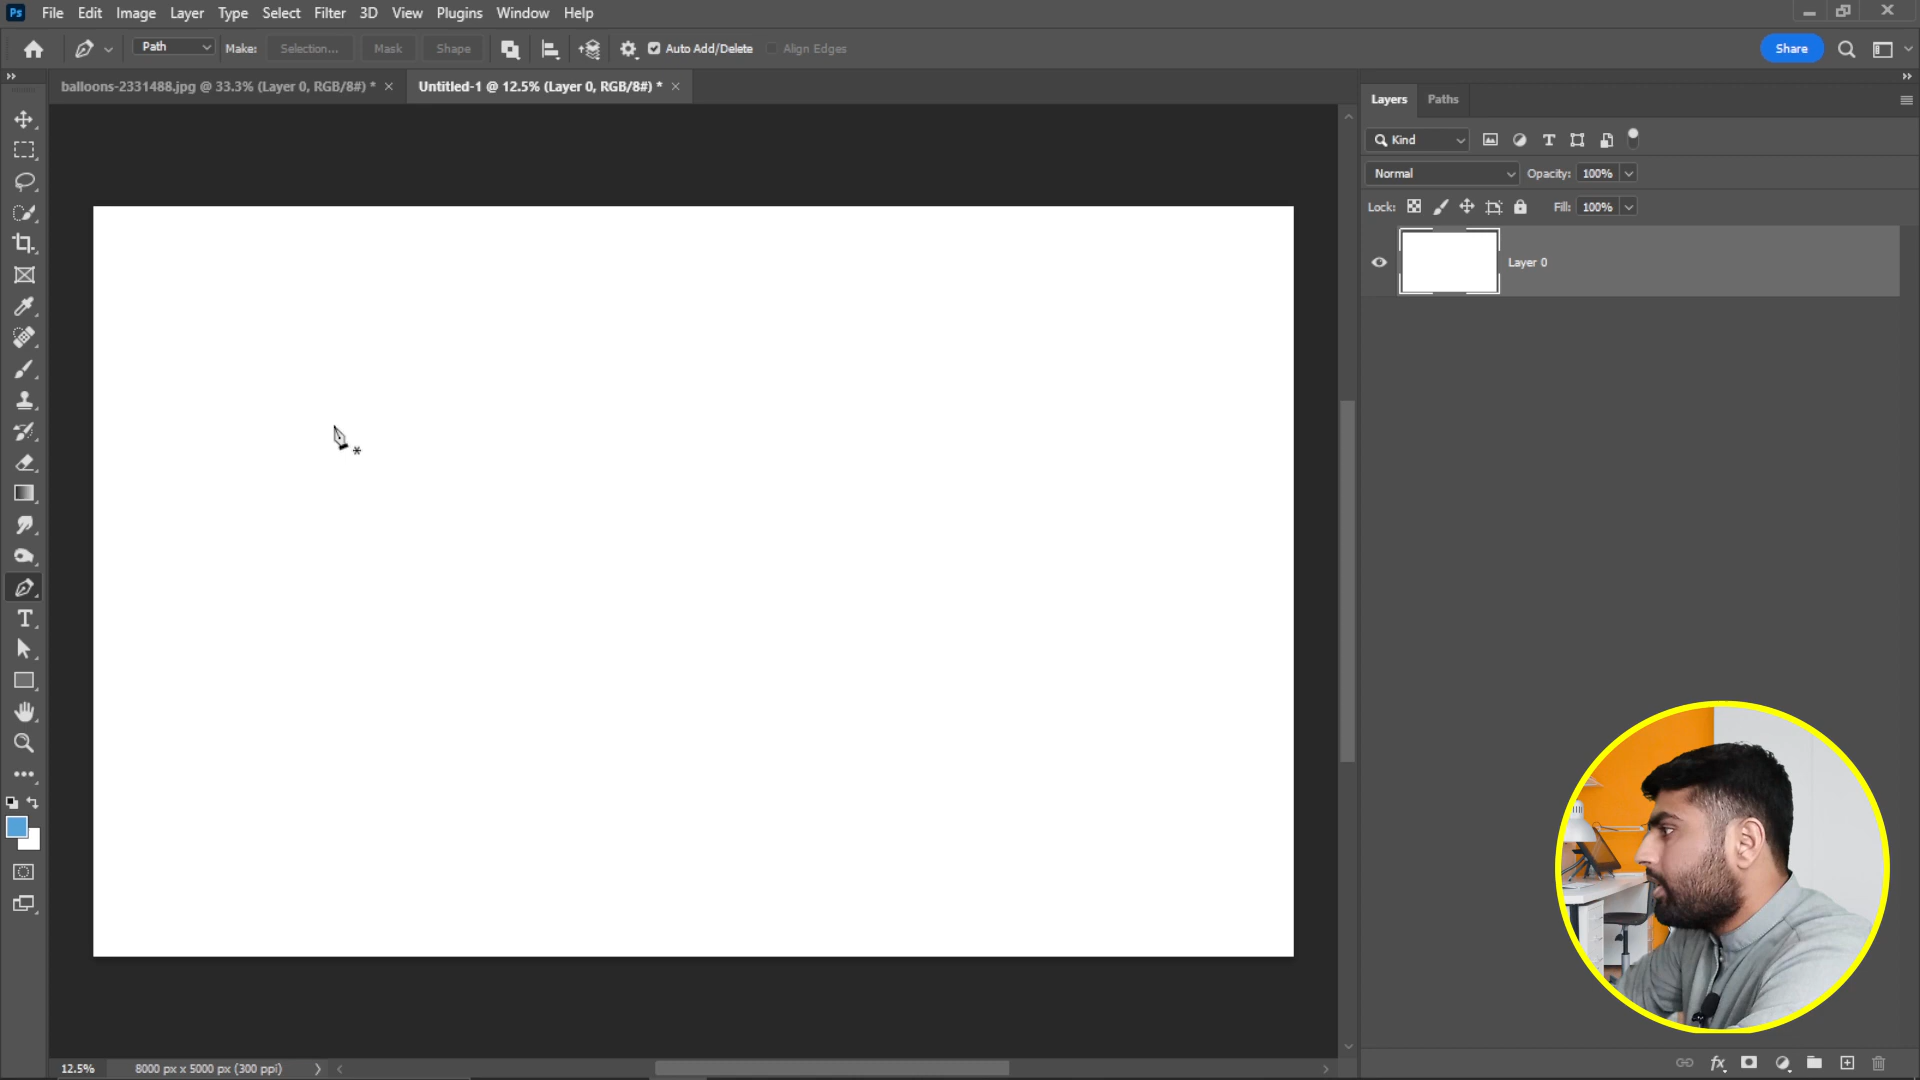 Ps File Edit Image Layer Type Select Filter 3D View Plugins Window Help
Path Make: Selection... Mask Shape Auto Add/Delete Align Edges Share
balloons-2331488.jpg @ 33.3% (Layer 0, RGB/8#) * × Untitled-1 @ 12.5% (Layer 0, RGB/8#) * ×
Layers Paths
Kind
Normal Opacity: 100%
Lock: Fill: 100%
Layer 0
12.5% 8000 px x 5000 px (300 ppi)